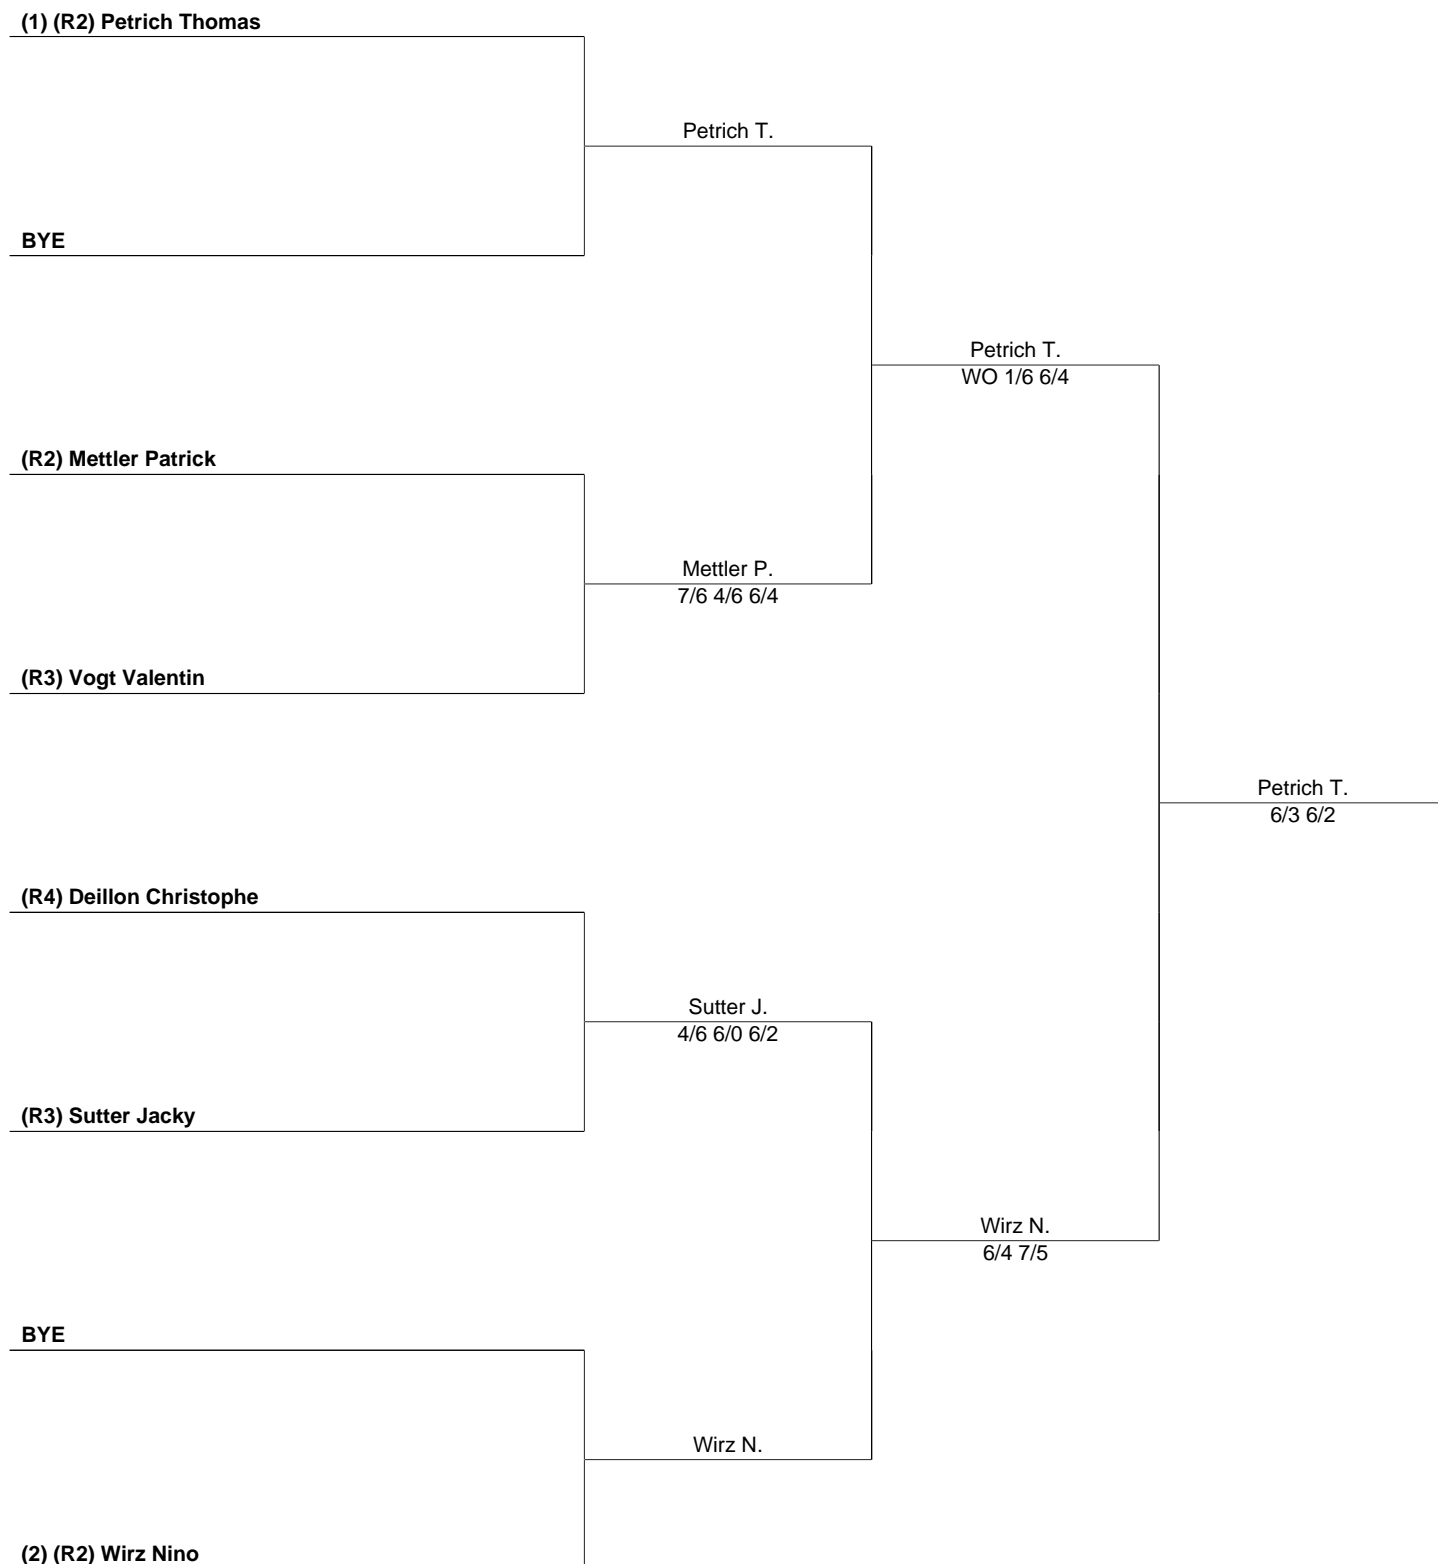 (1) (R2) Petrich Thomas
Petrich T.
BYE
Petrich T.
WO 1/6 6/4
(R2) Mettler Patrick
Mettler P.
7/6 4/6 6/4
(R3) Vogt Valentin
Petrich T.
6/3 6/2
(R4) Deillon Christophe
Sutter J.
4/6 6/0 6/2
(R3) Sutter Jacky
Wirz N.
6/4 7/5
BYE
Wirz N.
(2) (R2) Wirz Nino